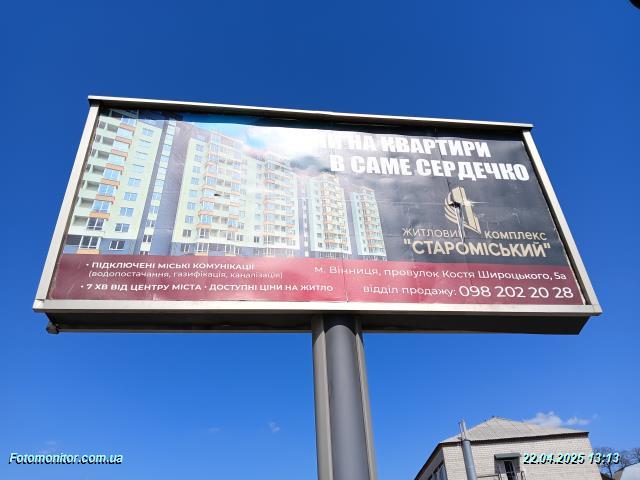 НА КВАРТИРИ
В САМЕ СЕРДЕЧКО
ЖИТЛОВИЙ КОМПЛЕКС
"СТАРОМІСЬКИЙ"
• ПІДКЛЮЧЕНІ МІСЬКІ КОМУНІКАЦІЇ
(водопостачання, газифікація, каналізація)
• 7 ХВ ВІД ЦЕНТРУ МІСТА • ДОСТУПНІ ЦІНИ НА ЖИТЛО
м. Вінниця, провулок Костя Широцького, 5а
відділ продажу: 098 202 20 28
Fotomonitor.com.ua
22.04.2025 13:13